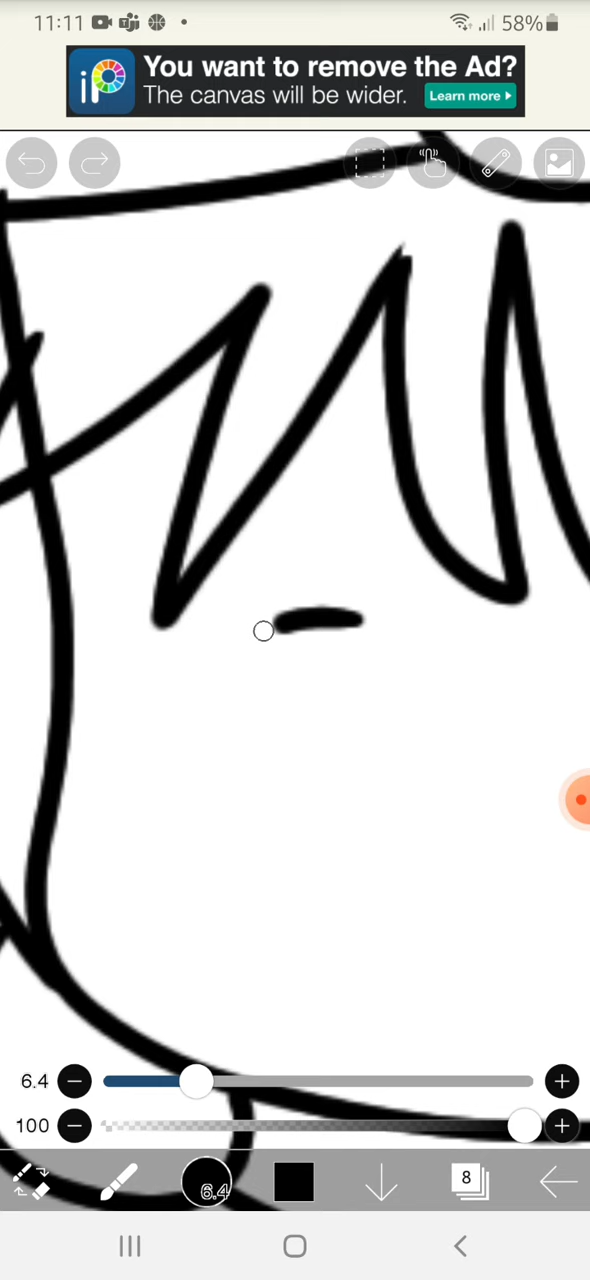 11:11
58%
iP
You want to remove the Ad?
The canvas will be wider.
Learn more
6.4
100
6.4
8